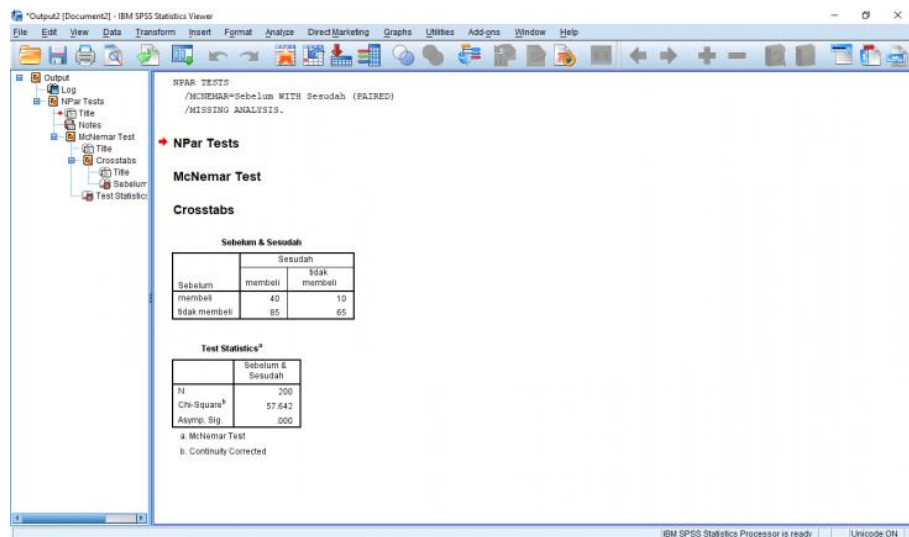 *Output2 [Document2] - IBM SPSS Statistics Viewer
File Edit View Data Transform Insert Format Analyze Direct Marketing Graphs Utilities Add-ons Window Help
Output
Log
NPar Tests
Title
Notes
McNemar Test
Title
Crosstabs
Title
Sebelum
Test Statistics
NPAR TESTS
/MCNEMAR=Sebelum WITH Sesudah (PAIRED)
/MISSING ANALYSIS.
NPar Tests
McNemar Test
Crosstabs
Sebelum & Sesudah
Sesudah
Sebelum membeli tidak membeli
membeli 40 10
tidak membeli 85 65
Test Statisticsa
Sebelum & Sesudah
N 200
Chi-Squareb 57.642
Asymp. Sig. .000
a. McNemar Test
b. Continuity Corrected
IBM SPSS Statistics Processor is ready Unicode:ON